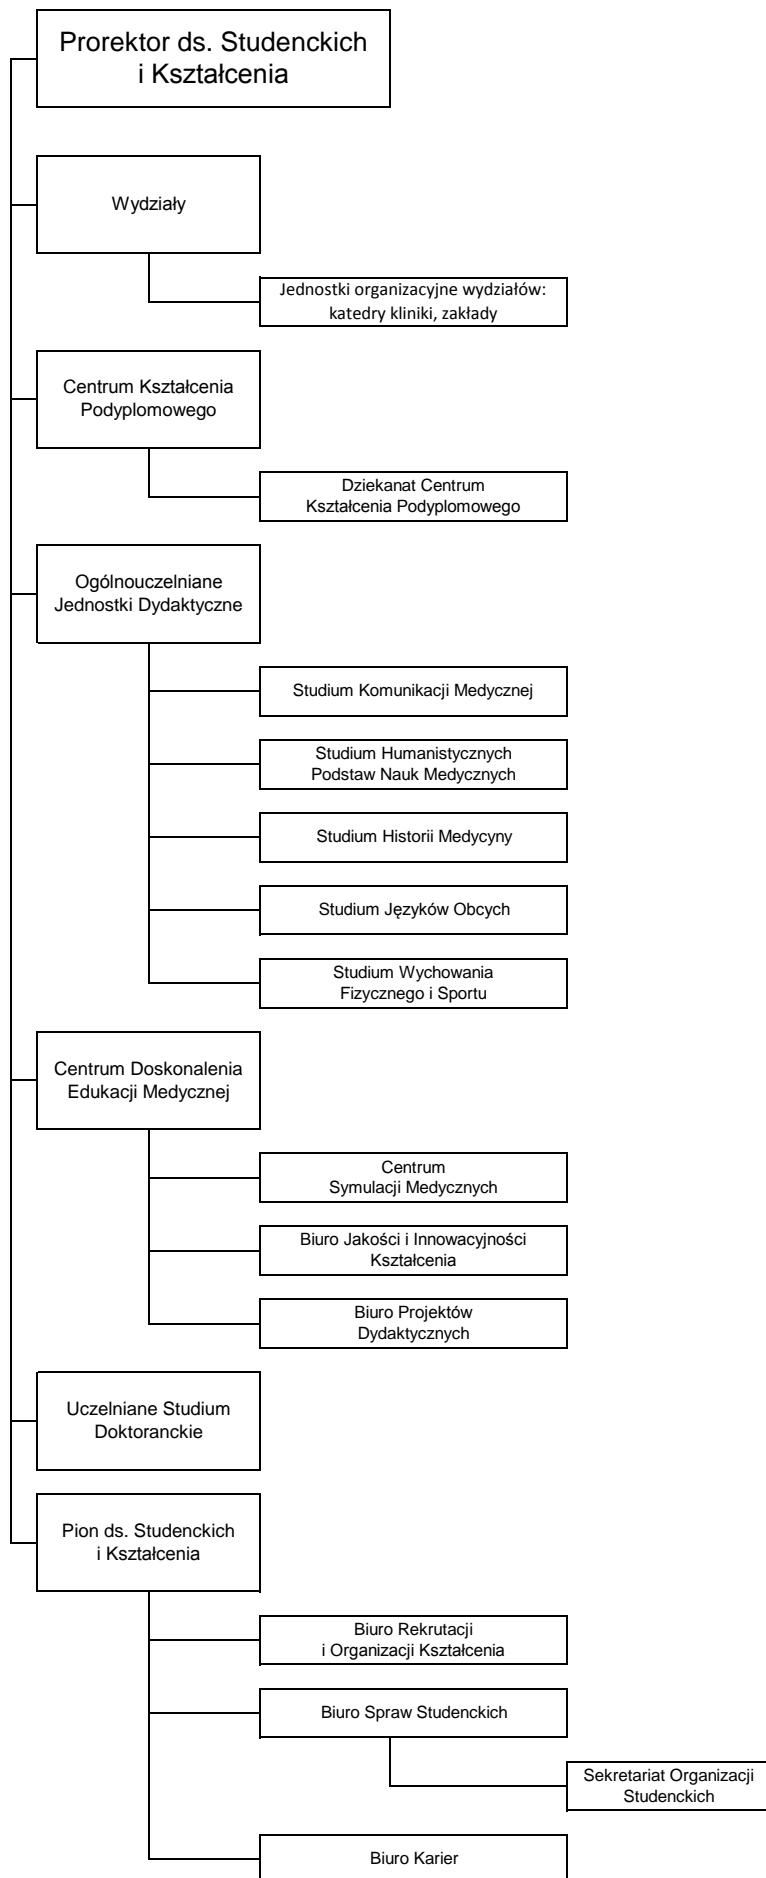 Prorektor ds. Studenckich
i Kształcenia
Wydziały
Jednostki organizacyjne wydziałów:
katedry kliniki, zakłady
Centrum Kształcenia
Podyplomowego
Dziekanat Centrum
Kształcenia Podyplomowego
Ogólnouczelniane
Jednostki Dydaktyczne
Studium Komunikacji Medycznej
Studium Humanistycznych
Podstaw Nauk Medycznych
Studium Historii Medycyny
Studium Języków Obcych
Studium Wychowania
Fizycznego i Sportu
Centrum Doskonalenia
Edukacji Medycznej
Centrum
Symulacji Medycznych
Biuro Jakości i Innowacyjności
Kształcenia
Biuro Projektów
Dydaktycznych
Uczelniane Studium
Doktoranckie
Pion ds. Studenckich
i Kształcenia
Biuro Rekrutacji
i Organizacji Kształcenia
Biuro Spraw Studenckich
Sekretariat Organizacji
Studenckich
Biuro Karier